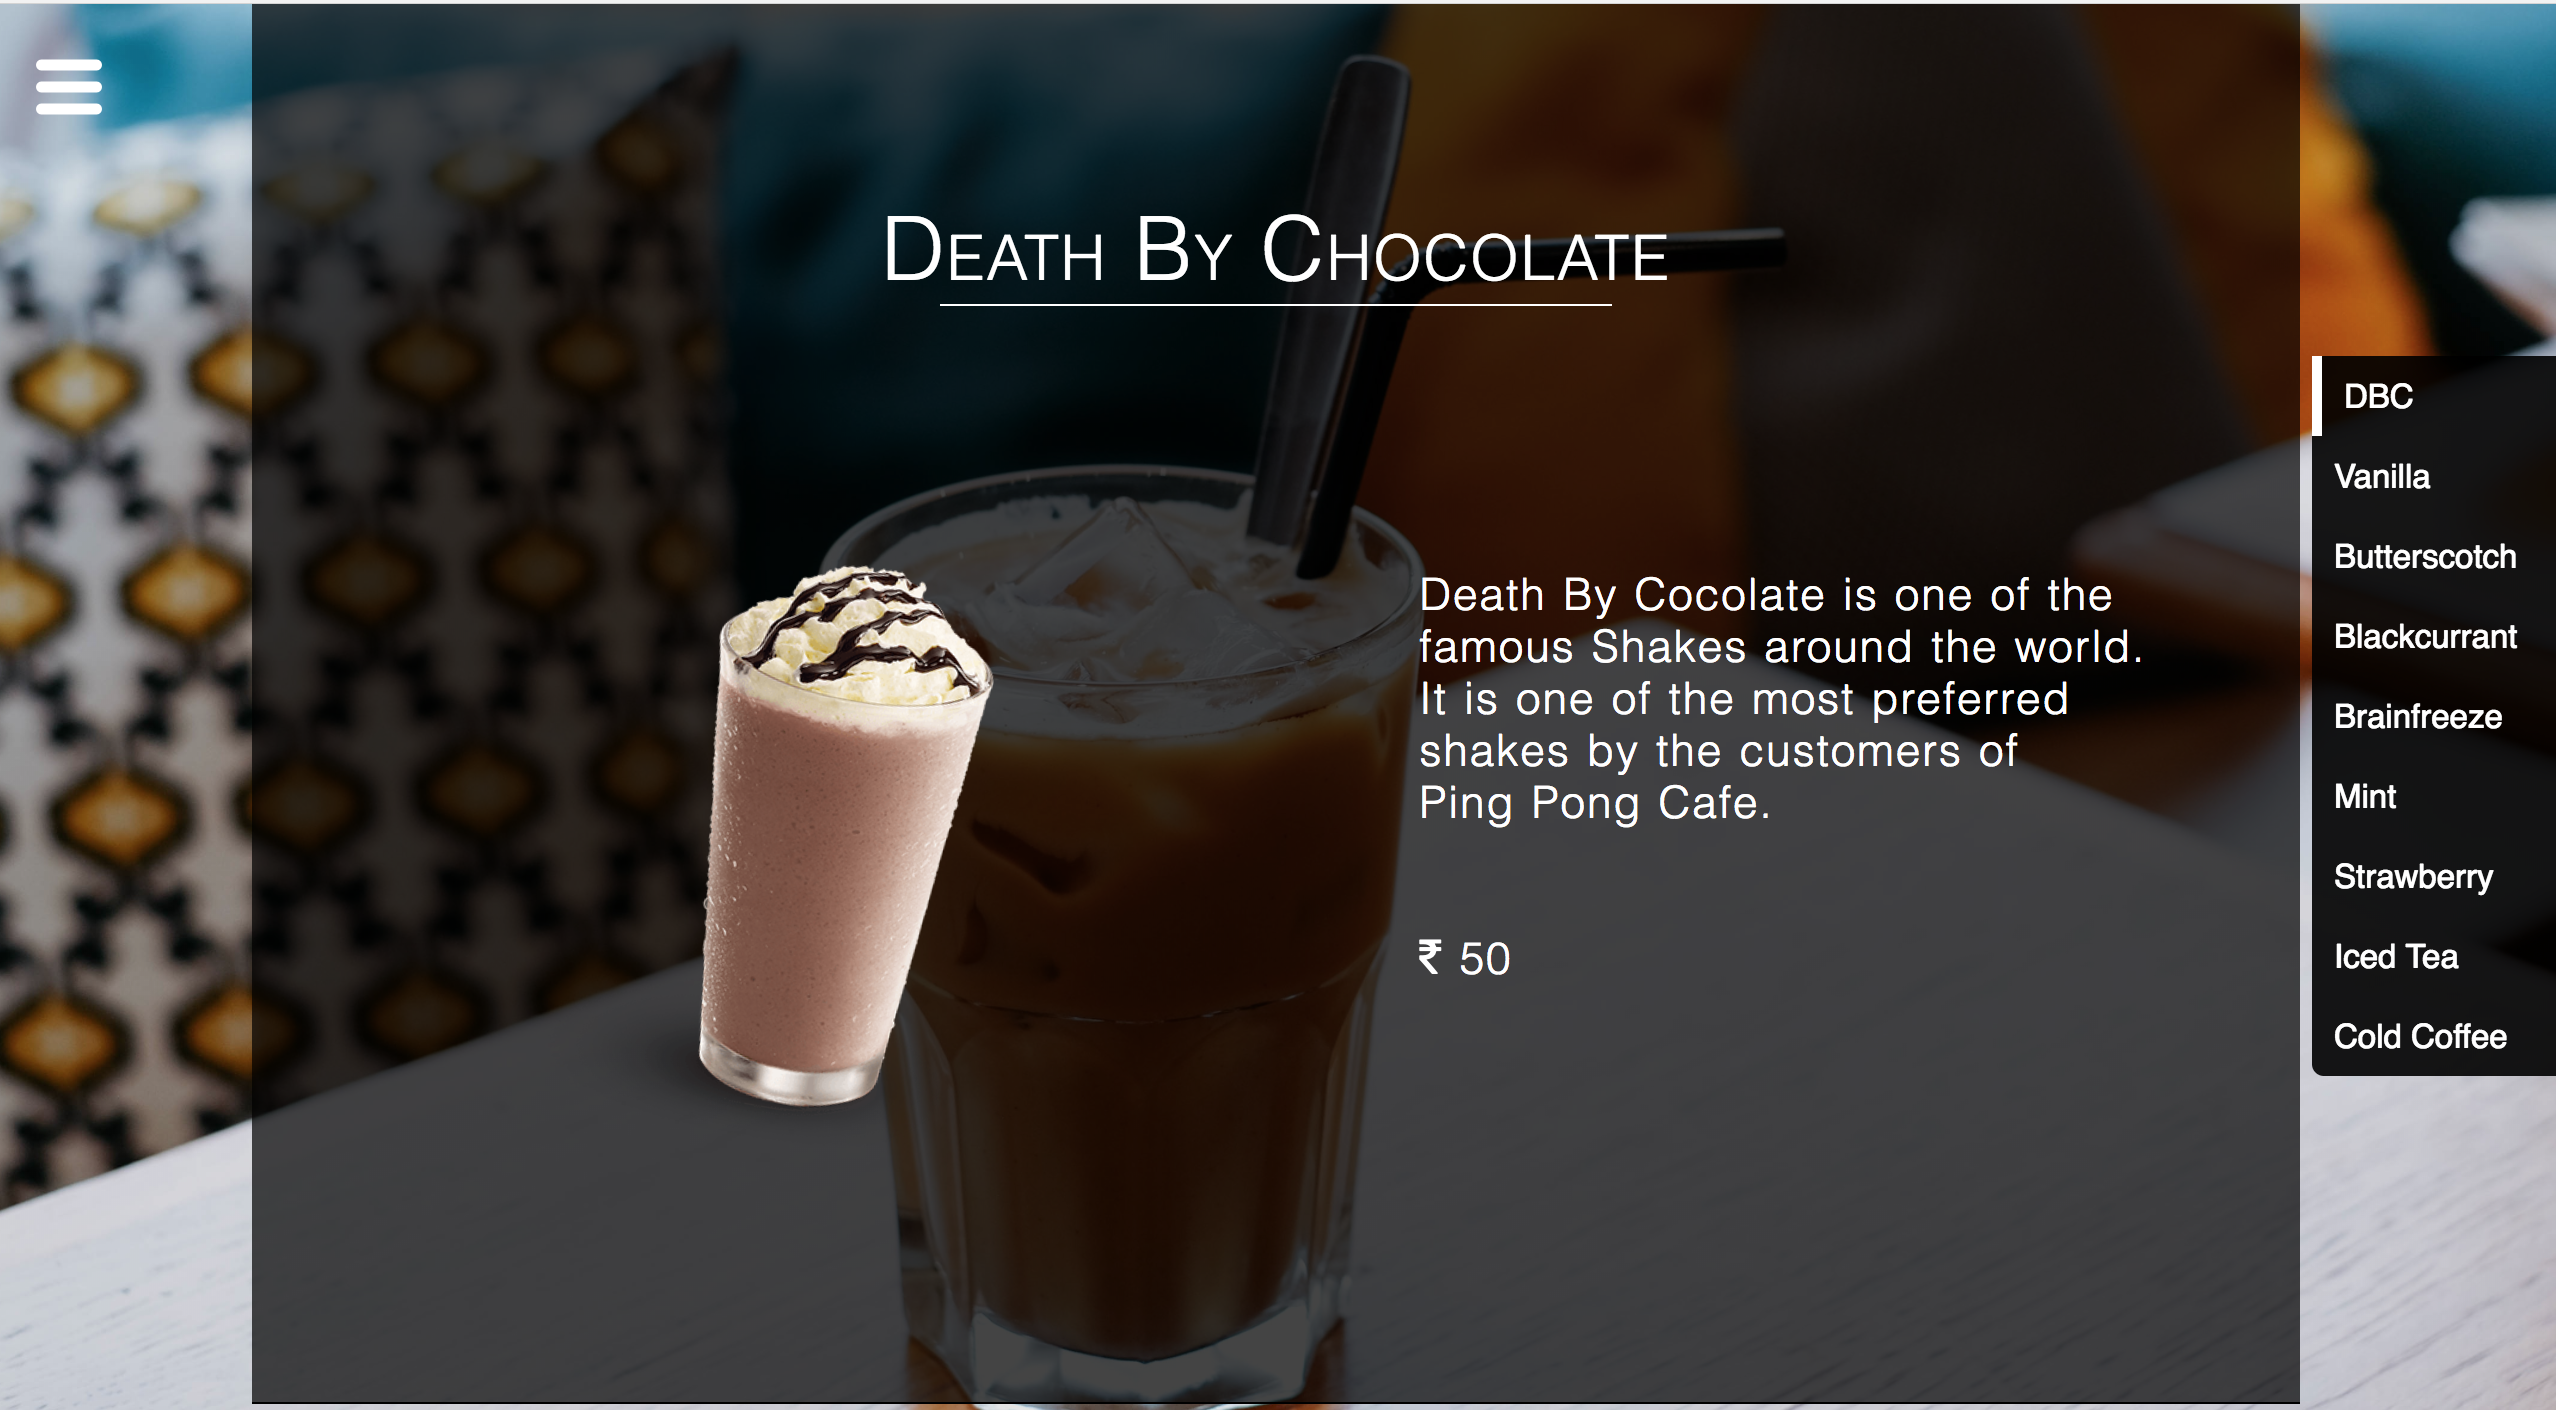 Death By Chocolate
Death By Cocolate is one of the
famous Shakes around the world.
It is one of the most preferred
shakes by the customers of
Ping Pong Cafe.
₹ 50
DBC
Vanilla
Butterscotch
Blackcurrant
Brainfreeze
Mint
Strawberry
Iced Tea
Cold Coffee